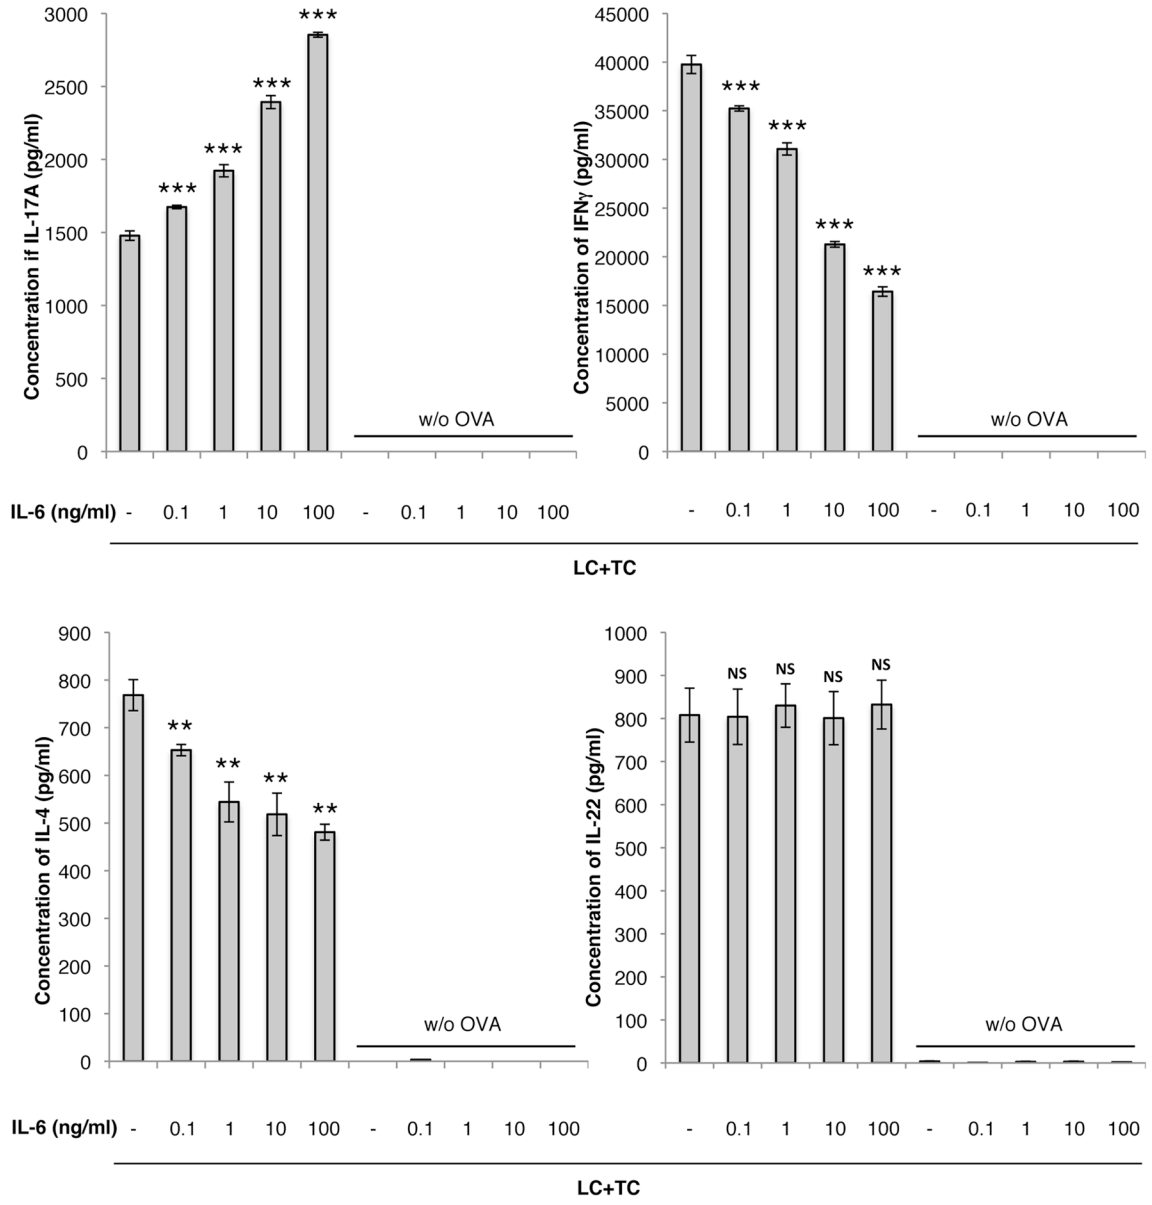 Concentration if IL-17A (pg/ml)
3000
2500
2000
1500
1000
500
0
***
***
***
***
w/o OVA
IL-6 (ng/ml) - 0.1 1 10 100 - 0.1 1 10 100
Concentration of IFNγ (pg/ml)
45000
40000
35000
30000
25000
20000
15000
10000
5000
0
***
***
***
***
w/o OVA
- 0.1 1 10 100 - 0.1 1 10 100
LC+TC
Concentration of IL-4 (pg/ml)
900
800
700
600
500
400
300
200
100
0
**
**
**
**
w/o OVA
IL-6 (ng/ml) - 0.1 1 10 100 - 0.1 1 10 100
Concentration of IL-22 (pg/ml)
1000
900
800
700
600
500
400
300
200
100
0
NS
NS
NS
NS
w/o OVA
- 0.1 1 10 100 - 0.1 1 10 100
LC+TC